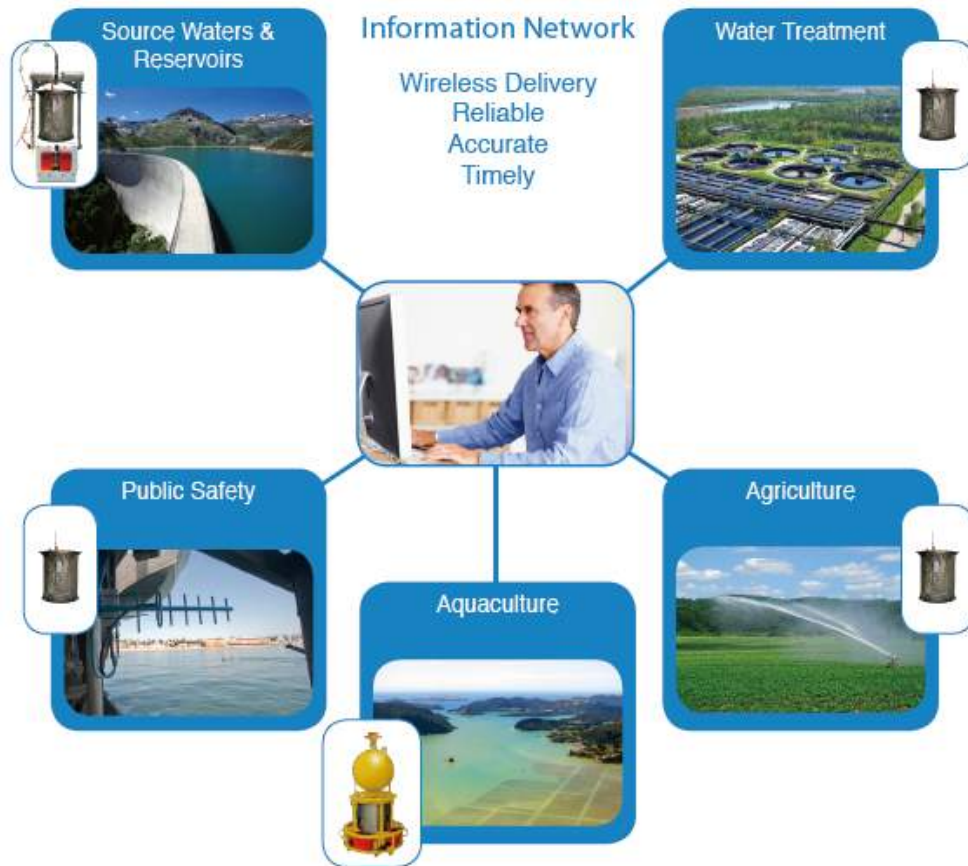 Source Waters &
Reservoirs
Information Network
Wireless Delivery
Reliable
Accurate
Timely
Water Treatment
Public Safety
Aquaculture
Agriculture